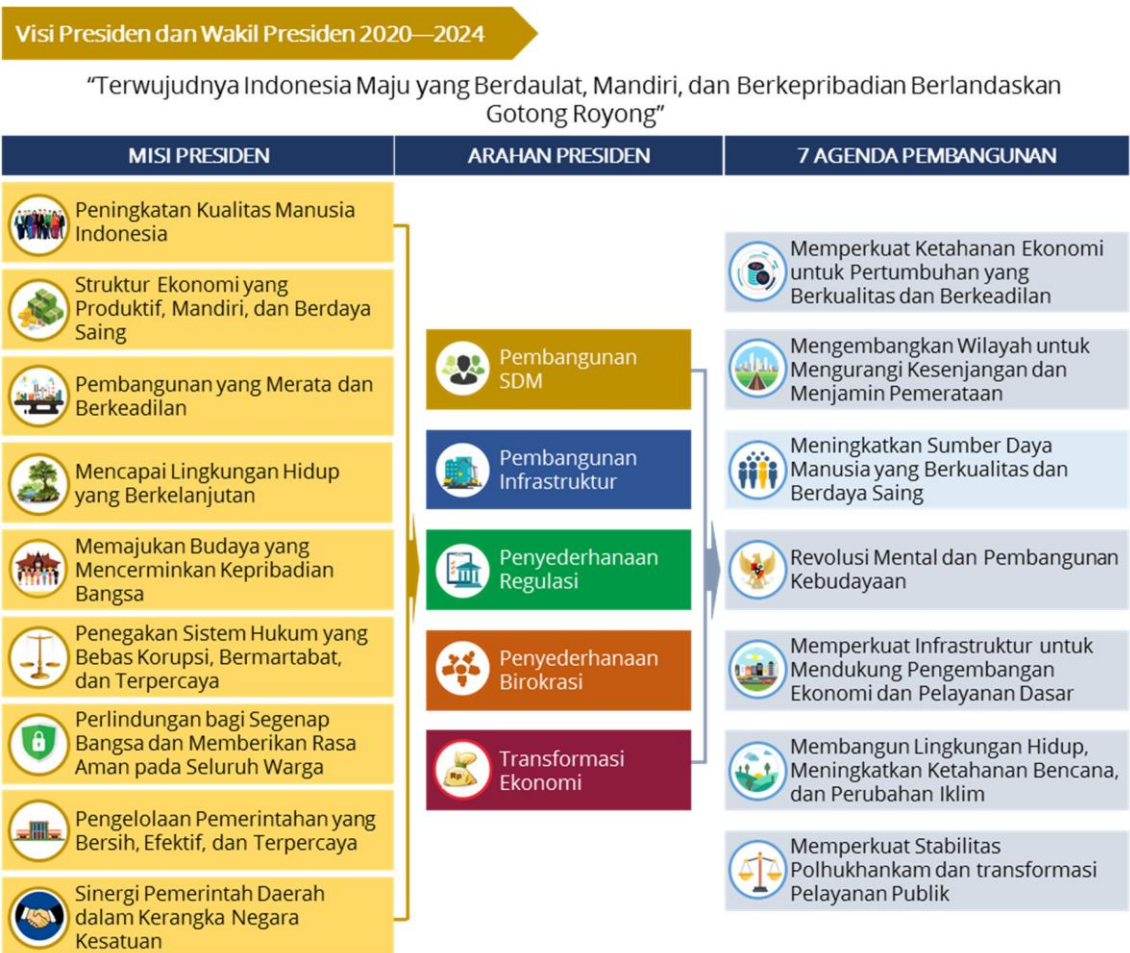 Visi Presiden dan Wakil Presiden 2020—2024
“Terwujudnya Indonesia Maju yang Berdaulat, Mandiri, dan Berkepribadian Berlandaskan
Gotong Royong”
MISI PRESIDEN
Peningkatan Kualitas Manusia
Indonesia
Struktur Ekonomi yang
Produktif, Mandiri, dan Berdaya
Saing
Pembangunan yang Merata dan
Berkeadilan
Mencapai Lingkungan Hidup
yang Berkelanjutan
Memajukan Budaya yang
Mencerminkan Kepribadian
Bangsa
Penegakan Sistem Hukum yang
Bebas Korupsi, Bermartabat,
dan Terpercaya
Perlindungan bagi Segenap
Bangsa dan Memberikan Rasa
Aman pada Seluruh Warga
Pengelolaan Pemerintahan yang
Bersih, Efektif, dan Terpercaya
Sinergi Pemerintah Daerah
dalam Kerangka Negara
Kesatuan
ARAHAN PRESIDEN
Pembangunan
SDM
Pembangunan
Infrastruktur
Penyederhanaan
Regulasi
Penyederhanaan
Birokrasi
Rp
Transformasi
Ekonomi
7 AGENDA PEMBANGUNAN
Memperkuat Ketahanan Ekonomi
untuk Pertumbuhan yang
Berkualitas dan Berkeadilan
Mengembangkan Wilayah untuk
Mengurangi Kesenjangan dan
Menjamin Pemerataan
Meningkatkan Sumber Daya
Manusia yang Berkualitas dan
Berdaya Saing
Revolusi Mental dan Pembangunan
Kebudayaan
Memperkuat Infrastruktur untuk
Mendukung Pengembangan
Ekonomi dan Pelayanan Dasar
Membangun Lingkungan Hidup,
Meningkatkan Ketahanan Bencana,
dan Perubahan Iklim
Memperkuat Stabilitas
Polhukhankam dan transformasi
Pelayanan Publik